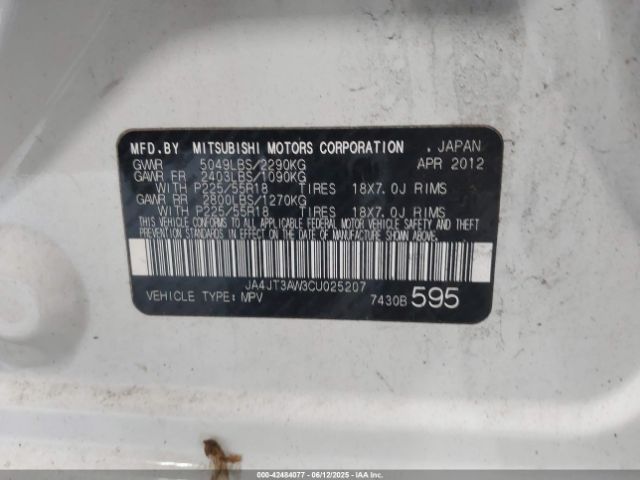 MFD.BY MITSUBISHI MOTORS CORPORATION . JAPAN
GVWR 5049LBS/2290KG APR 2012
GAWR FR 2403LBS/1090KG
WITH P225/55R18 TIRES 18X7.0J RIMS
GAWR RR 2800LBS/1270KG
WITH P225/55R18 TIRES 18X7.0J RIMS
THIS VEHICLE CONFORMS TO ALL APPLICABLE FEDERAL MOTOR VEHICLE SAFETY AND THEFT
PREVENTION STANDARDS IN EFFECT ON THE DATE OF MANUFACTURE SHOWN ABOVE.
JA4JT3AW3CU025207
VEHICLE TYPE: MPV 7430B 595
000-42484077 - 06/12/2025 - IAAI.COM